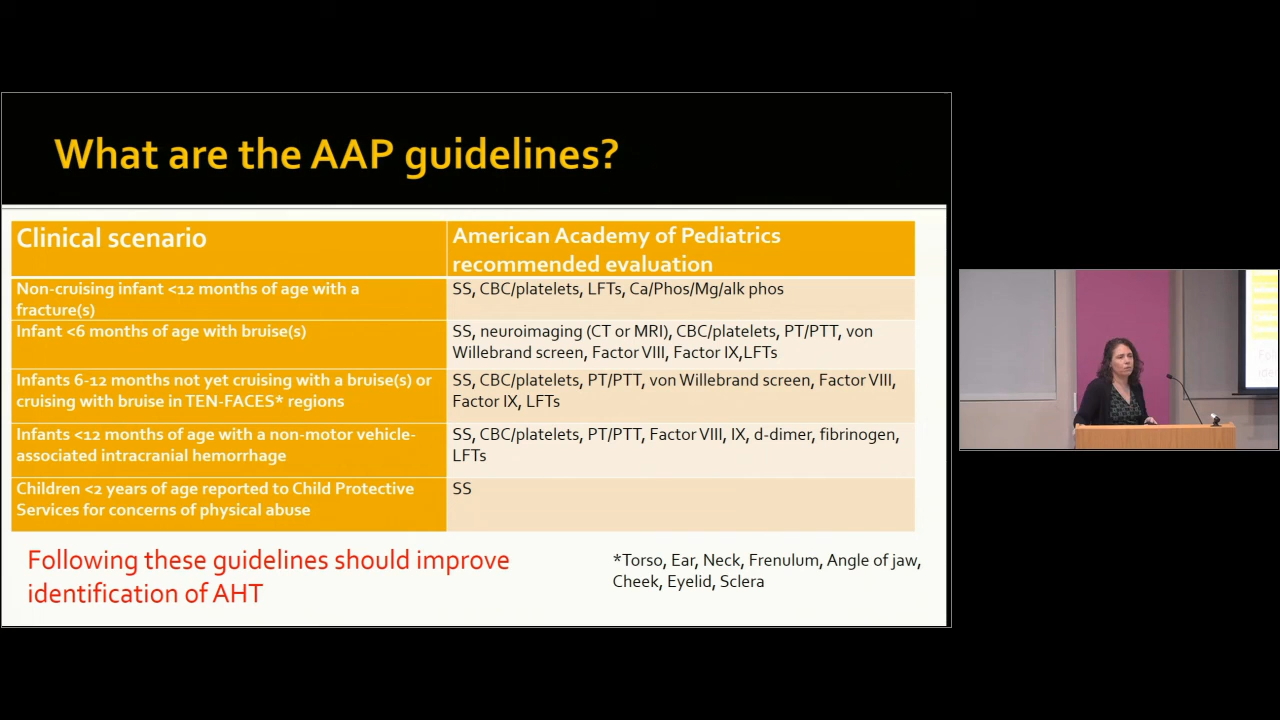 What are the AAP guidelines?
Clinical scenario
American Academy of Pediatrics
recommended evaluation
Non-cruising infant <12 months of age with a
fracture(s)
SS, CBC/platelets, LFTs, Ca/Phos/Mg/alk phos
Infant <6 months of age with bruise(s)
SS, neuroimaging (CT or MRI), CBC/platelets, PT/PTT, von
Willebrand screen, Factor VIII, Factor IX,LFTs
Infants 6-12 months not yet cruising with a bruise(s) or
cruising with bruise in TEN-FACES* regions
SS, CBC/platelets, PT/PTT, von Willebrand screen, Factor VIII,
Factor IX, LFTs
Infants <12 months of age with a non-motor vehicle-
associated intracranial hemorrhage
SS, CBC/platelets, PT/PTT, Factor VIII, IX, d-dimer, fibrinogen,
LFTs
Children <2 years of age reported to Child Protective
Services for concerns of physical abuse
SS
Following these guidelines should improve
identification of AHT
*Torso, Ear, Neck, Frenulum, Angle of jaw,
Cheek, Eyelid, Sclera